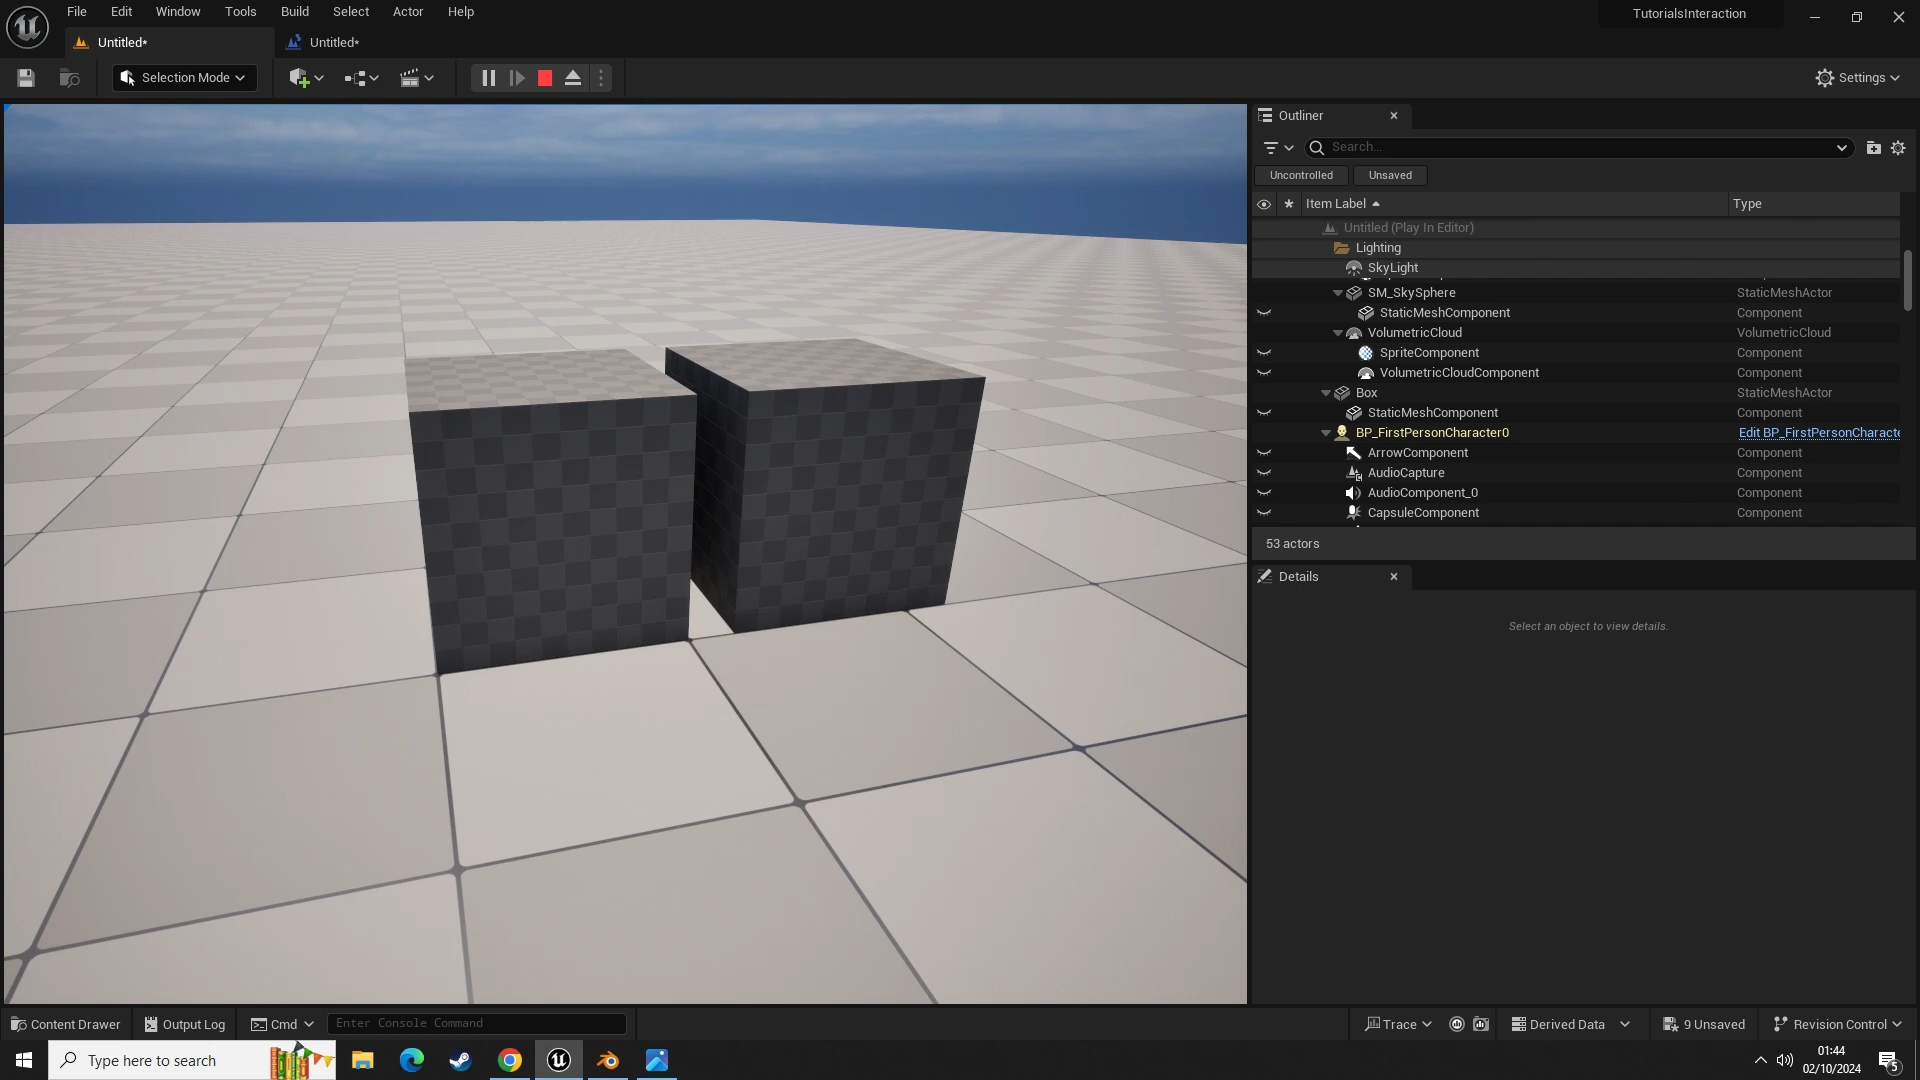 File Edit Window Tools Build Select Actor Help
TutorialsInteraction
Untitled* Untitled*
Selection Mode
Settings
Outliner
Search...
Uncontrolled Unsaved
Item Label Type
Untitled (Play In Editor)
Lighting
SkyLight
SM_SkySphere StaticMeshActor
StaticMeshComponent Component
VolumetricCloud VolumetricCloud
SpriteComponent Component
VolumetricCloudComponent Component
Box StaticMeshActor
StaticMeshComponent Component
BP_FirstPersonCharacter0 Edit BP_FirstPersonCharacte
ArrowComponent Component
AudioCapture Component
AudioComponent_0 Component
CapsuleComponent Component
53 actors
Details
Select an object to view details.
Content Drawer Output Log Cmd Enter Console Command
Trace Derived Data 9 Unsaved Revision Control
Type here to search
01:44
02/10/2024
5